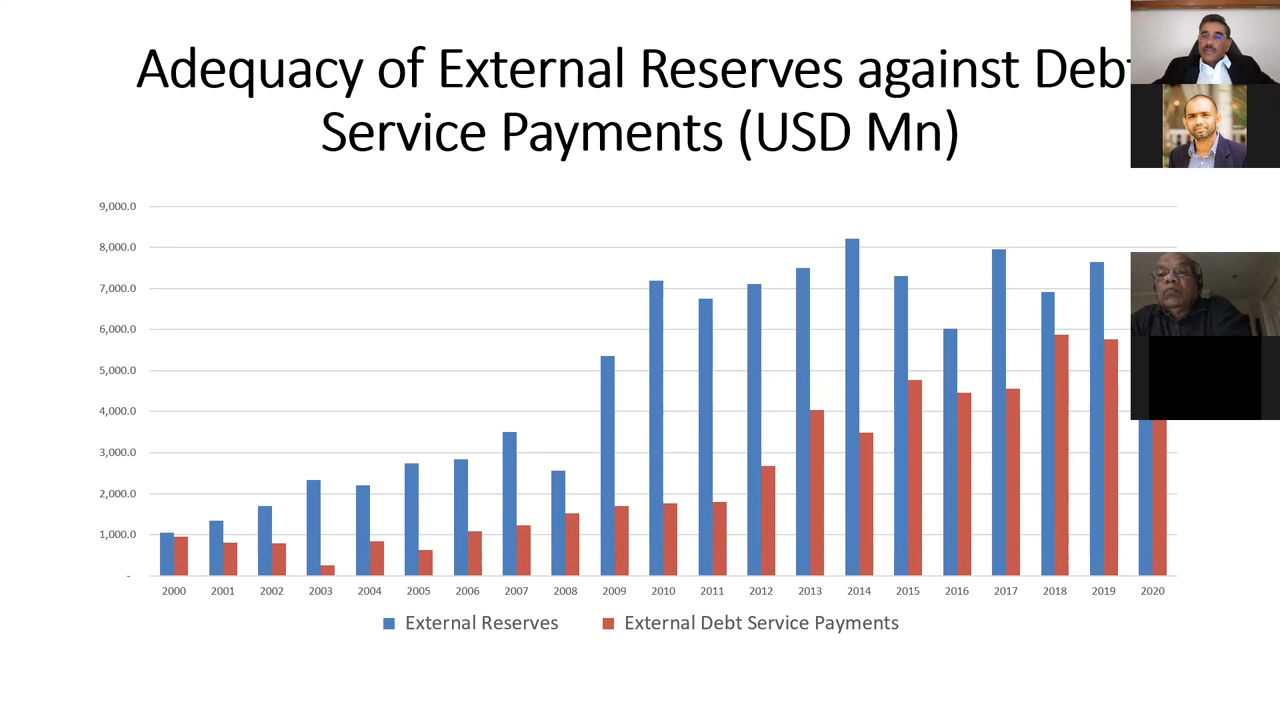 Adequacy of External Reserves against Deb
Service Payments (USD Mn)
9,000.0
8,000.0
7,000.0
6,000.0
5,000.0
4,000.0
3,000.0
2,000.0
1,000.0
-
2000 2001 2002 2003 2004 2005 2006 2007 2008 2009 2010 2011 2012 2013 2014 2015 2016 2017 2018 2019 2020
External Reserves External Debt Service Payments